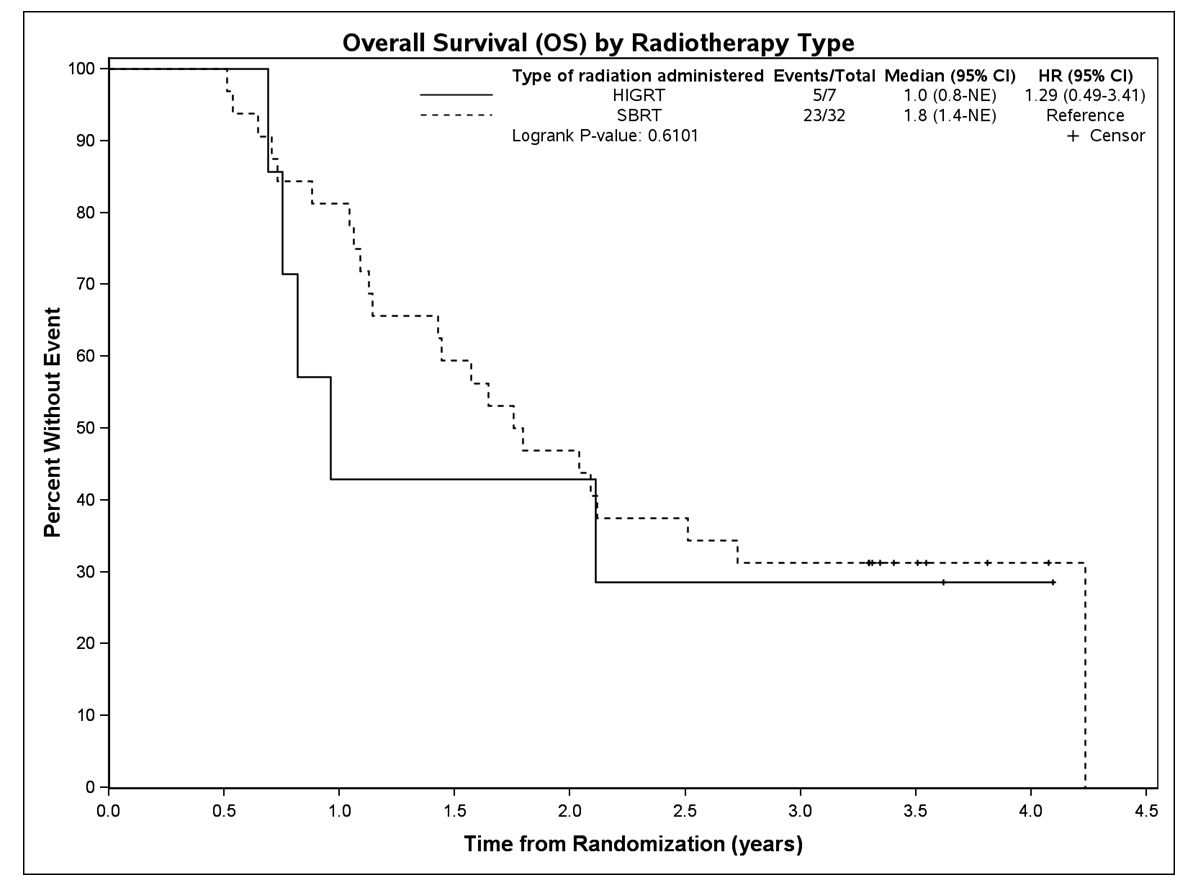 Overall Survival (OS) by Radiotherapy Type
Type of radiation administered Events/Total Median (95% CI) HR (95% CI)
HIGRT 5/7 1.0 (0.8-NE) 1.29 (0.49-3.41)
SBRT 23/32 1.8 (1.4-NE) Reference
Logrank P-value: 0.6101 + Censor
Percent Without Event
100
90
80
70
60
50
40
30
20
10
0
0.0 0.5 1.0 1.5 2.0 2.5 3.0 3.5 4.0 4.5
Time from Randomization (years)